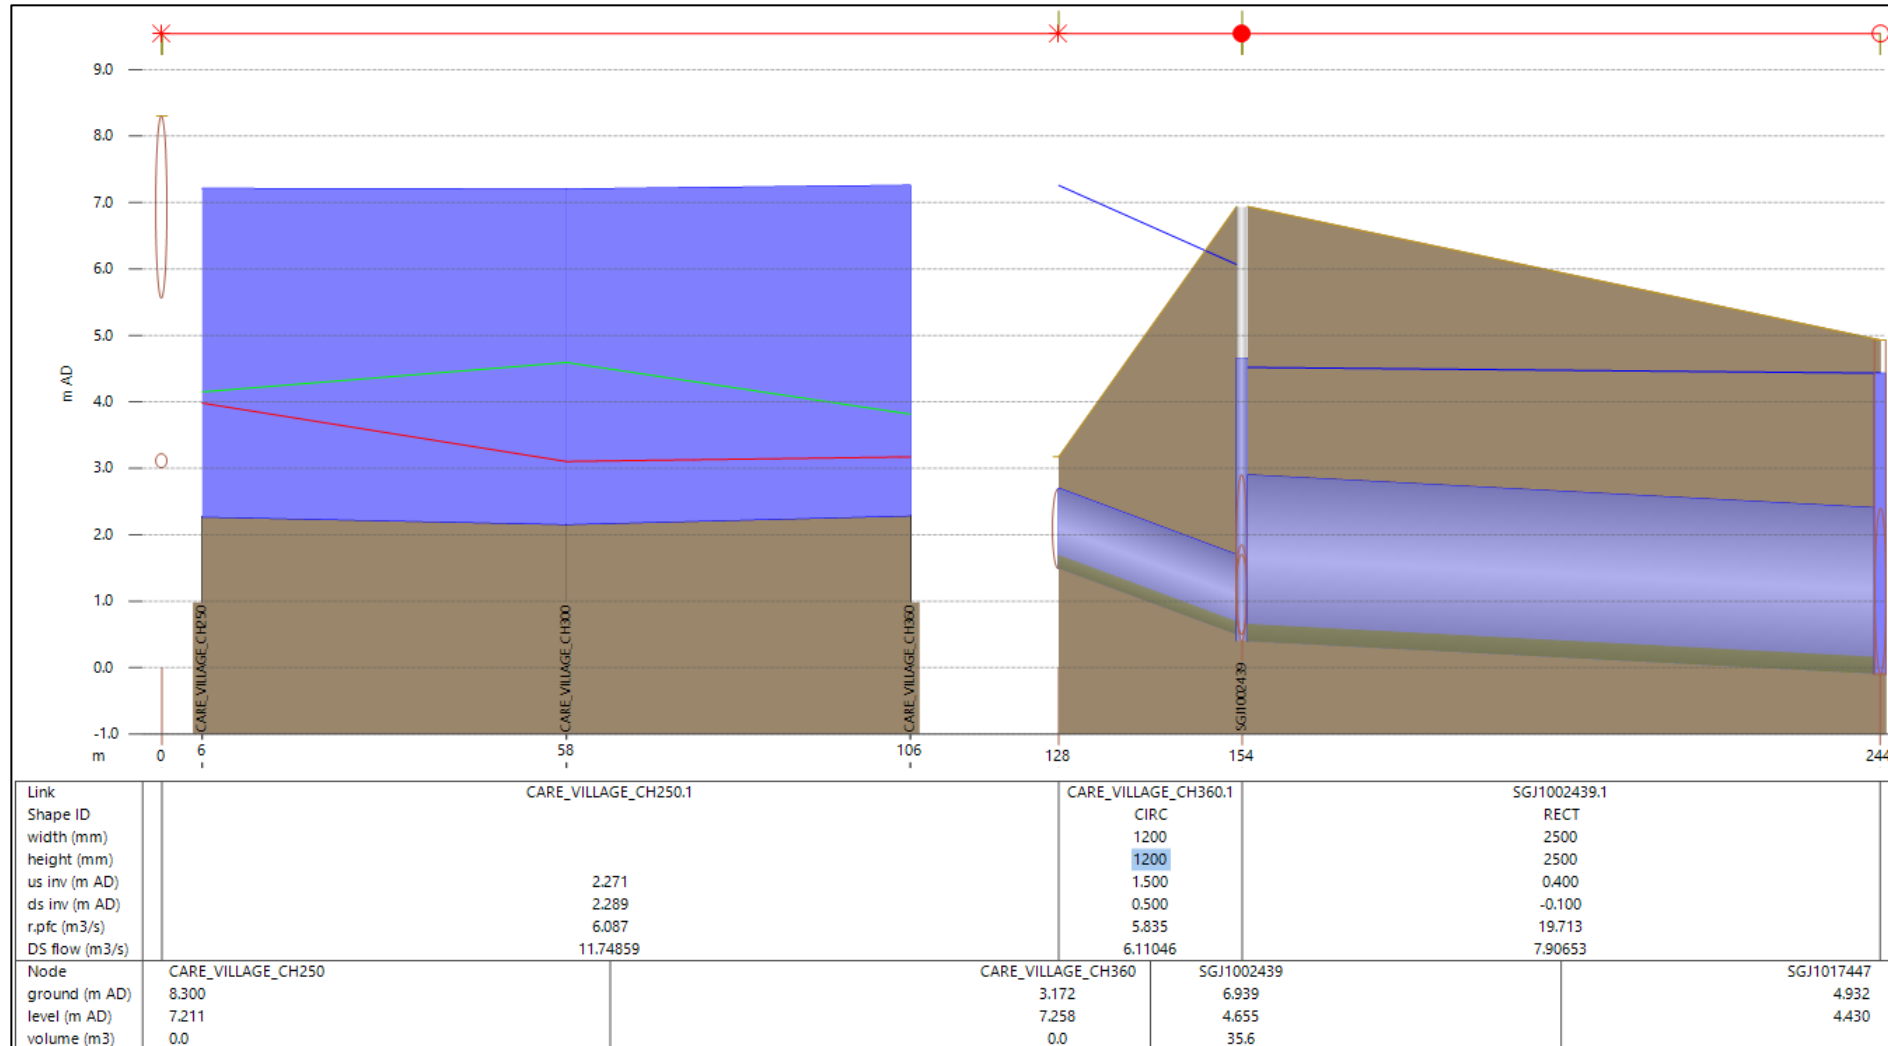 9.0
8.0
7.0
6.0
5.0
m AD
4.0
3.0
2.0
1.0
0.0
-1.0
CARE_VILLAGE_CH250
CARE_VILLAGE_CH300
CARE_VILLAGE_CH360
SGJ1002439
m 0 6 58 106 128 154 244
Link CARE_VILLAGE_CH250.1 CARE_VILLAGE_CH360.1 SGJ1002439.1
Shape ID CIRC RECT
width (mm) 1200 2500
height (mm) 1200 2500
us inv (m AD) 2.271 1.500 0.400
ds inv (m AD) 2.289 0.500 -0.100
r.pfc (m3/s) 6.087 5.835 19.713
DS flow (m3/s) 11.74859 6.11046 7.90653
Node CARE_VILLAGE_CH250 CARE_VILLAGE_CH360 SGJ1002439 SGJ1017447
ground (m AD) 8.300 3.172 6.939 4.932
level (m AD) 7.211 7.258 4.655 4.430
volume (m3) 0.0 0.0 35.6